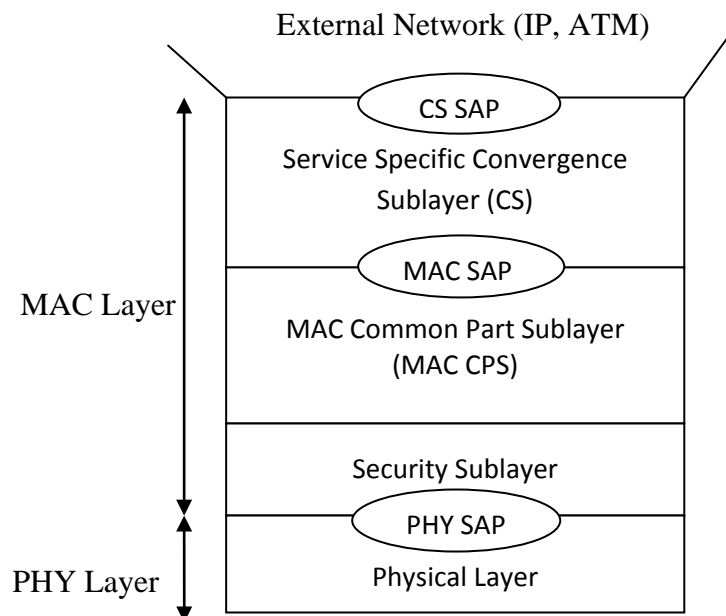 External Network (IP, ATM)
CS SAP
Service Specific Convergence
Sublayer (CS)
MAC SAP
MAC Layer
MAC Common Part Sublayer
(MAC CPS)
Security Sublayer
PHY SAP
PHY Layer
Physical Layer